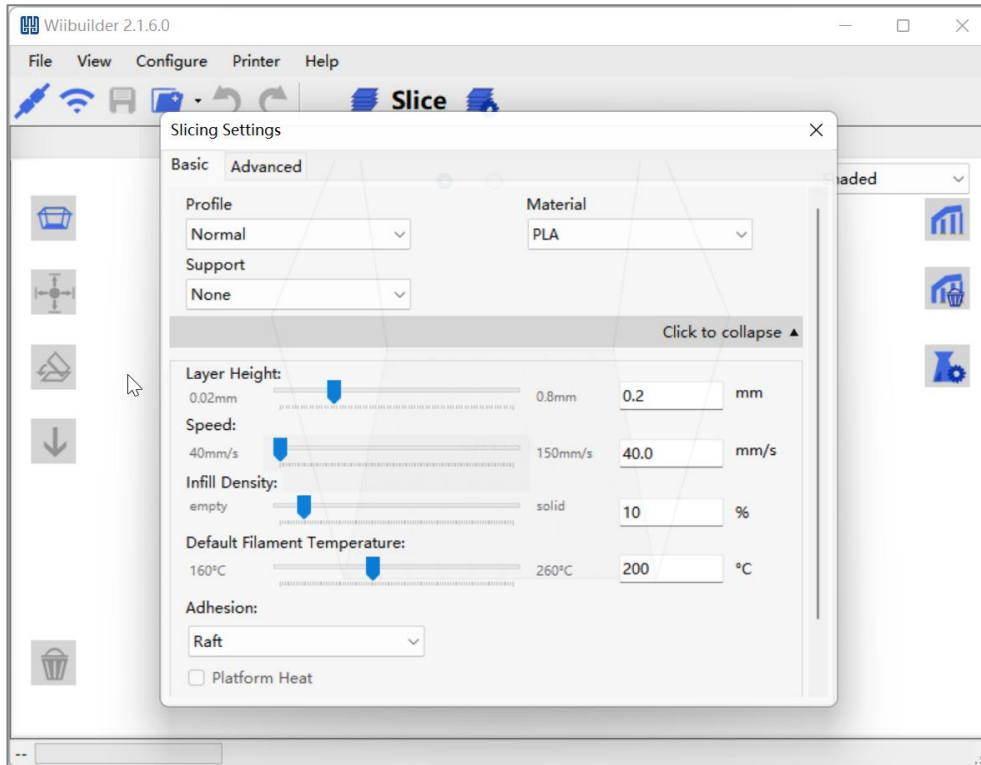 Wiibuilder 2.1.6.0
File View Configure Printer Help
Slice
Slicing Settings
Basic Advanced
haded
Profile Material
Normal PLA
Support
None
Click to collapse ▲
Layer Height:
0.02mm 0.8mm 0.2 mm
Speed:
40mm/s 150mm/s 40.0 mm/s
Infill Density:
empty solid 10 %
Default Filament Temperature:
160°C 260°C 200 °C
Adhesion:
Raft
Platform Heat
--